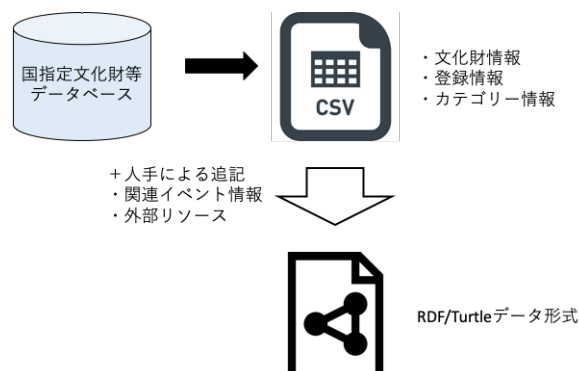 国指定文化財等
データベース
CSV
・文化財情報
・登録情報
・カテゴリー情報
＋人手による追記
・関連イベント情報
・外部リソース
RDF/Turtleデータ形式